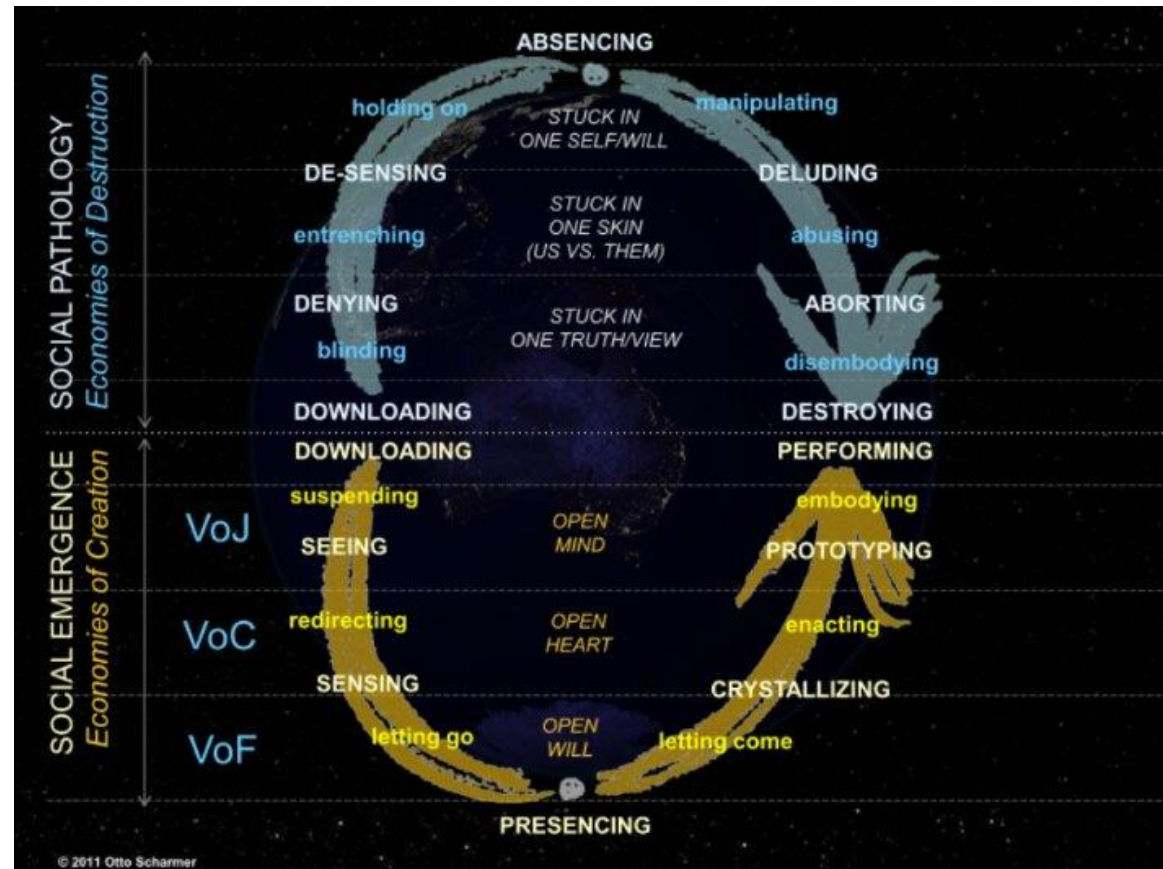 ABSENCING
holding on
manipulating
STUCK IN
ONE SELF/WILL
DE-SENSING
DELUDING
STUCK IN
ONE SKIN
(US VS. THEM)
entrenching
abusing
DENYING
ABORTING
STUCK IN
ONE TRUTH/VIEW
blinding
disembodying
DOWNLOADING
DESTROYING
SOCIAL PATHOLOGY
Economies of Destruction
DOWNLOADING
PERFORMING
suspending
embodying
VoJ
OPEN
MIND
SEEING
PROTOTYPING
redirecting
enacting
VoC
OPEN
HEART
SENSING
CRYSTALLIZING
letting go
OPEN
WILL
letting come
VoF
PRESENCING
SOCIAL EMERGENCE
Economies of Creation
© 2011 Otto Scharmer